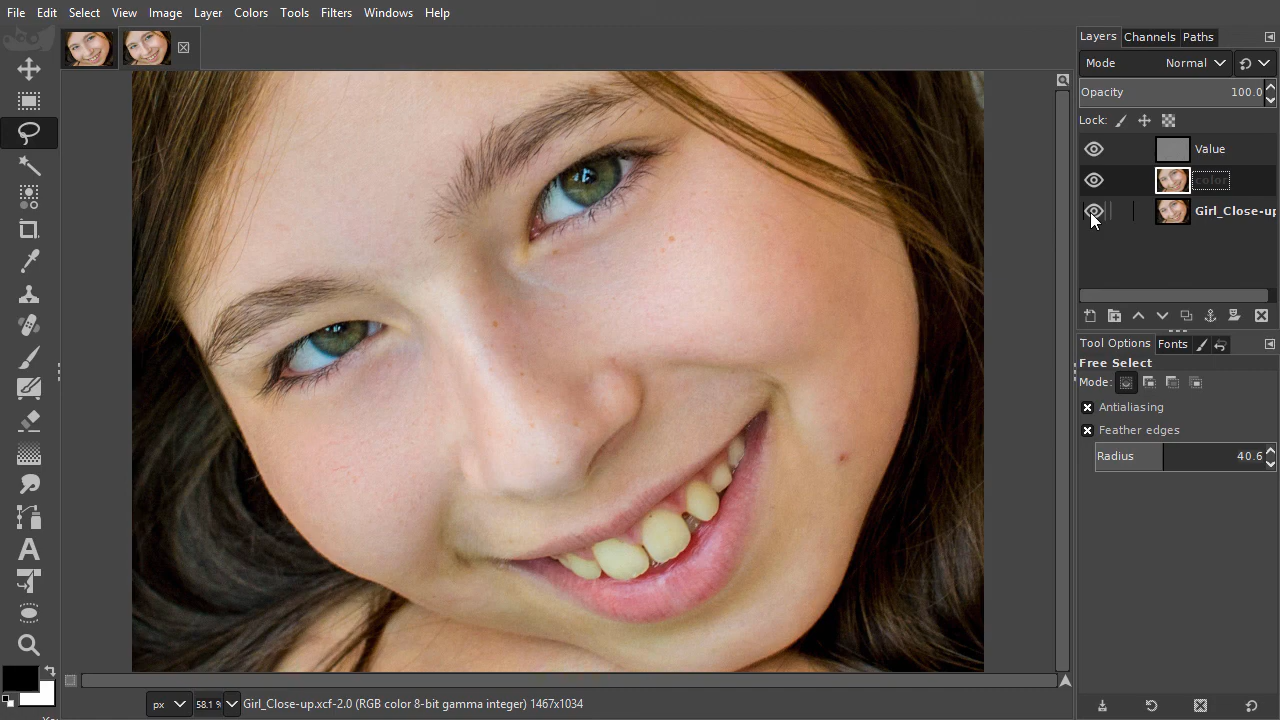 File Edit Select View Image Layer Colors Tools Filters Windows Help
Layers Channels Paths
Mode Normal
Opacity 100.0
Lock:
Value
Girl_Close-up
Tool Options Fonts
Free Select
Mode:
Antialiasing
Feather edges
Radius 40.6
px 58.1 % Girl_Close-up.xcf-2.0 (RGB color 8-bit gamma integer) 1467x1034